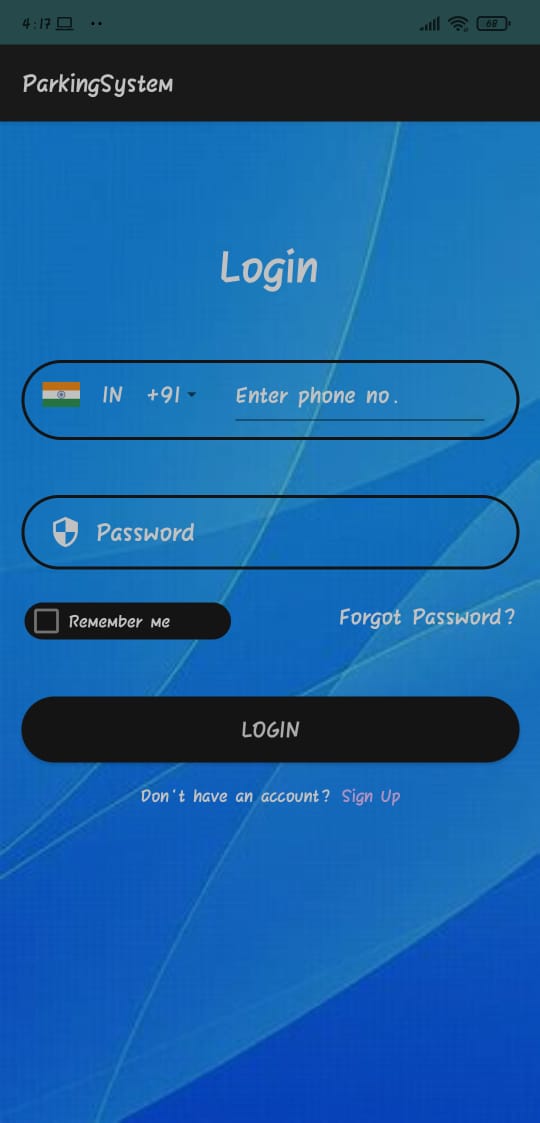 4:17
68
ParkingSystem
Login
IN +91 Enter phone no.
Password
Remember me Forgot Password?
LOGIN
Don't have an account? Sign Up